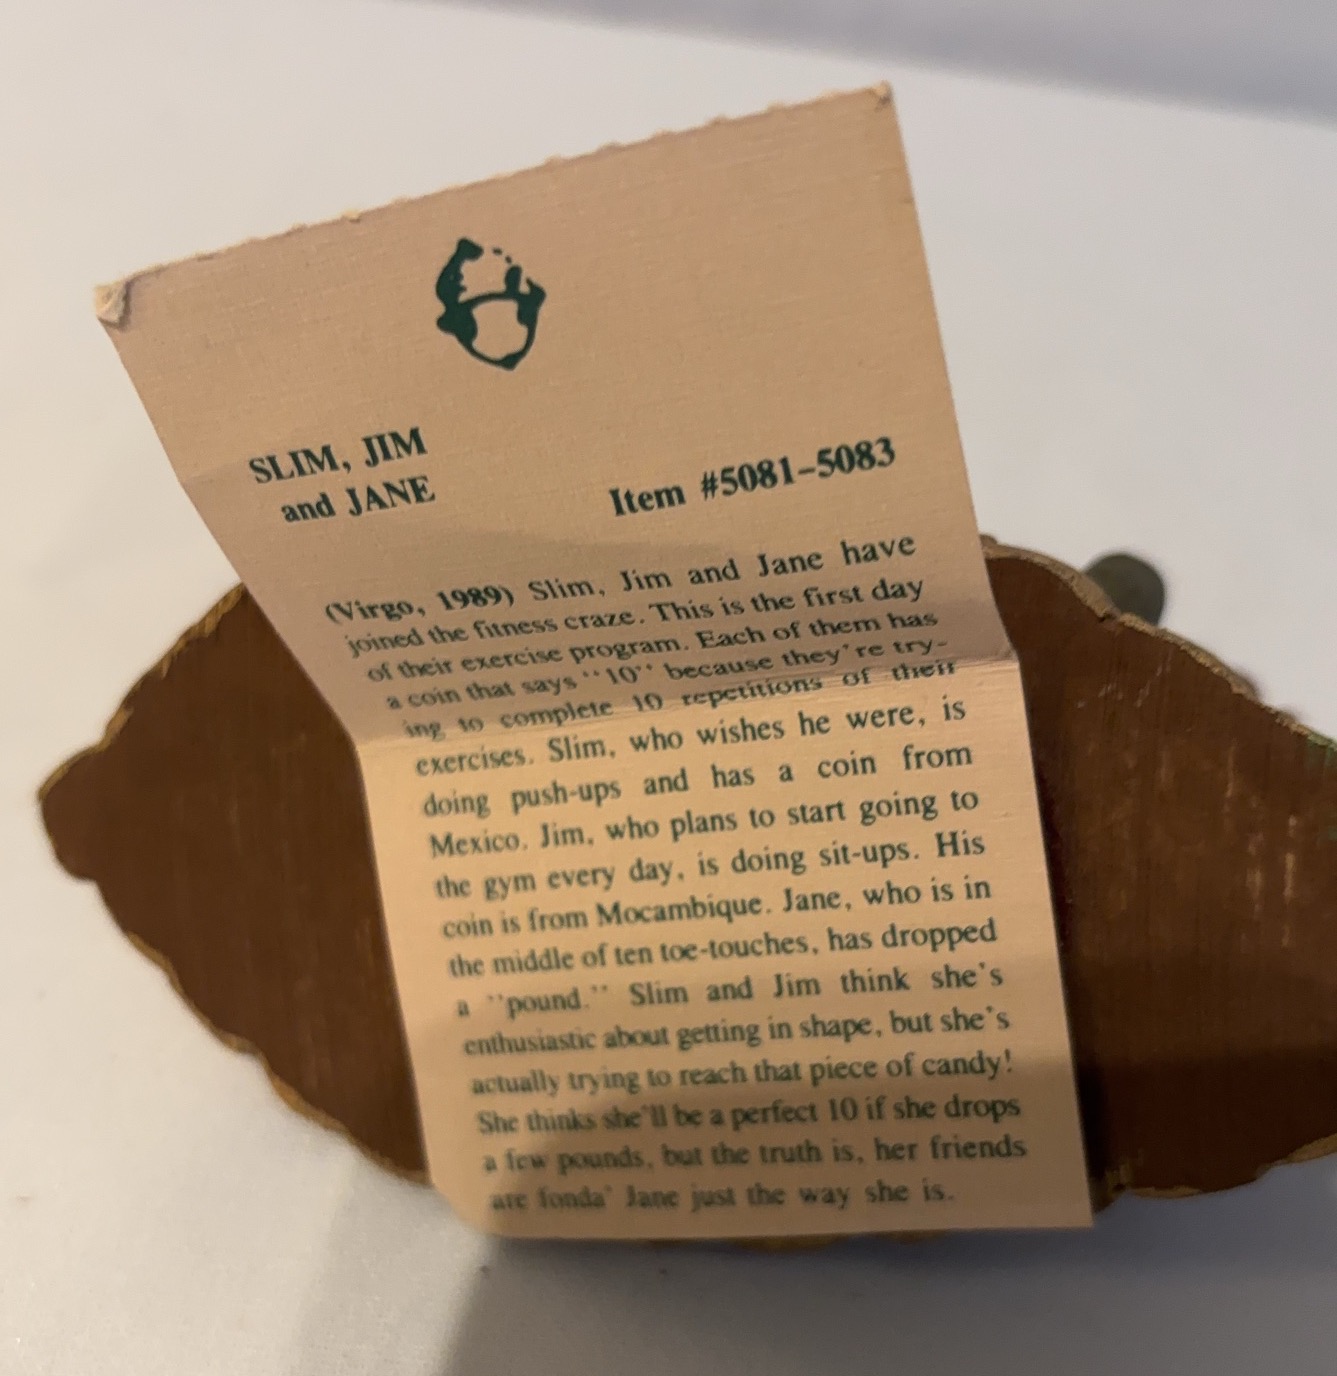 SLIM, JIM
and JANE
Item #5081–5083
(Virgo, 1989) Slim, Jim and Jane have
joined the fitness craze. This is the first day
of their exercise program. Each of them has
a coin that says "10" because they're try-
ing to complete 10 repetitions of their
exercises. Slim, who wishes he were, is
doing push-ups and has a coin from
Mexico. Jim, who plans to start going to
the gym every day, is doing sit-ups. His
coin is from Mocambique. Jane, who is in
the middle of ten toe-touches, has dropped
a "pound." Slim and Jim think she's
enthusiastic about getting in shape, but she's
actually trying to reach that piece of candy!
She thinks she'll be a perfect 10 if she drops
a few pounds, but the truth is, her friends
are fonda' Jane just the way she is.